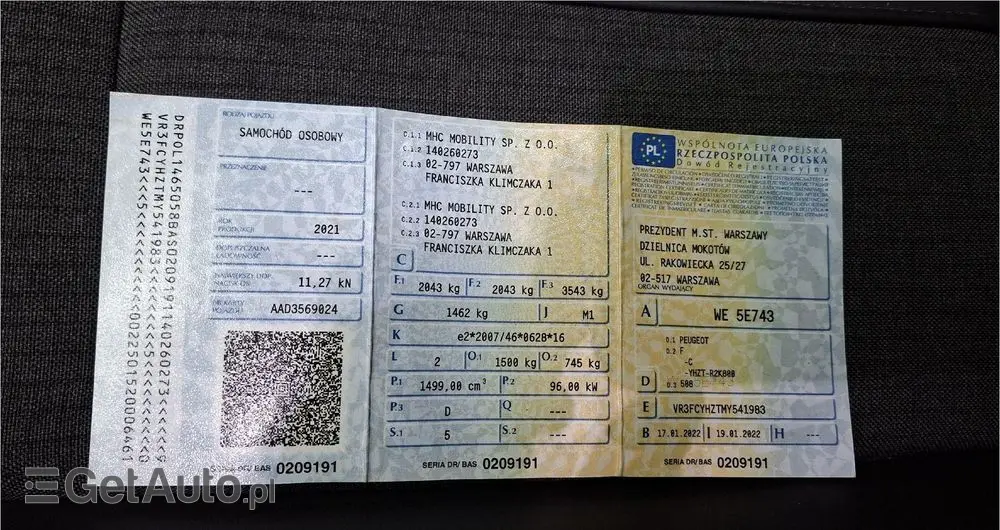 DRPOL1465058BAS0209191140260273<<<<<<9
VR3FCYHZTMY541983<<<<<<
WE5E743<<<5<<<
RODZAJ POJAZDU
SAMOCHÓD OSOBOWY
PRZEZNACZENIE
---
ROK PRODUKCJI 2021
DOPUSZCZALNA ŁADOWNOŚĆ ---
NAJWIĘKSZY DOP. NACISK OSI 11,27 kN
NR KARTY POJAZDU AAD3569024
SERIA DR/BAS 0209191
C.1.1 MHC MOBILITY SP. Z O.O.
C.1.2 140260273
C.1.3 02-797 WARSZAWA
FRANCISZKA KLIMCZAKA 1
C.2.1 MHC MOBILITY SP. Z O.O.
C.2.2 140260273
C.2.3 02-797 WARSZAWA
FRANCISZKA KLIMCZAKA 1
C
F.1 2043 kg F.2 2043 kg F.3 3543 kg
G 1462 kg J M1
K e2*2007/46*0628*16
L 2 O.1 1500 kg O.2 745 kg
P.1 1499,00 cm³ P.2 96,00 kW
P.3 D Q ---
S.1 5 S.2 ---
SERIA DR/BAS 0209191
PL
WSPÓLNOTA EUROPEJSKA
RZECZPOSPOLITA POLSKA
Dowód Rejestracyjny
PREZYDENT M.ST. WARSZAWY
DZIELNICA MOKOTÓW
UL. RAKOWIECKA 25/27
02-517 WARSZAWA
ORGAN WYDAJĄCY
A WE 5E743
D.1 PEUGEOT
D.2 F
-C
-YHZT-R2K800
D D.3 508
E VR3FCYHZTMY541983
B 17.01.2022 I 19.01.2022 H ---
SERIA DR/BAS 0209191
GetAuto.pl